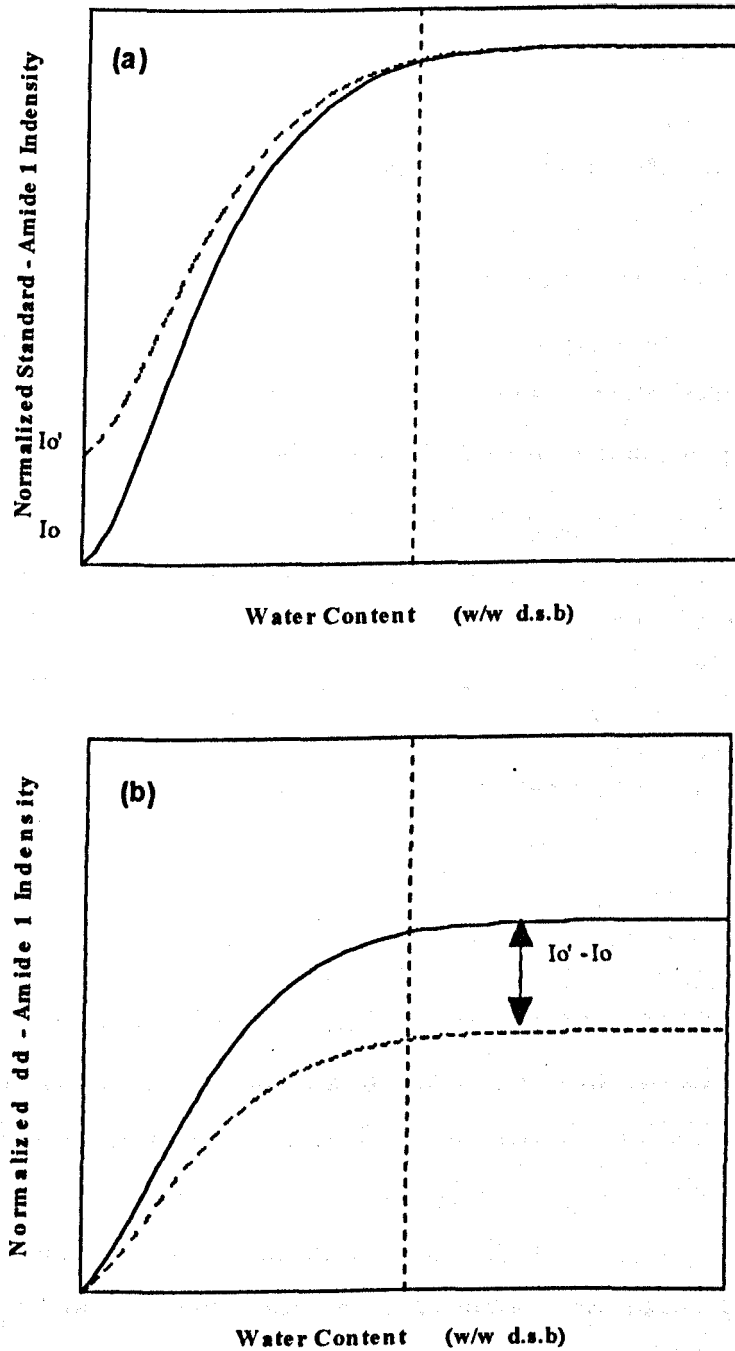 (a)
Normalized Standard - Amide 1 Indensity
Io'
Io
Water Content (w/w d.s.b)
(b)
Normalized dd - Amide 1 Indensity
Io' - Io
Water Content (w/w d.s.b)